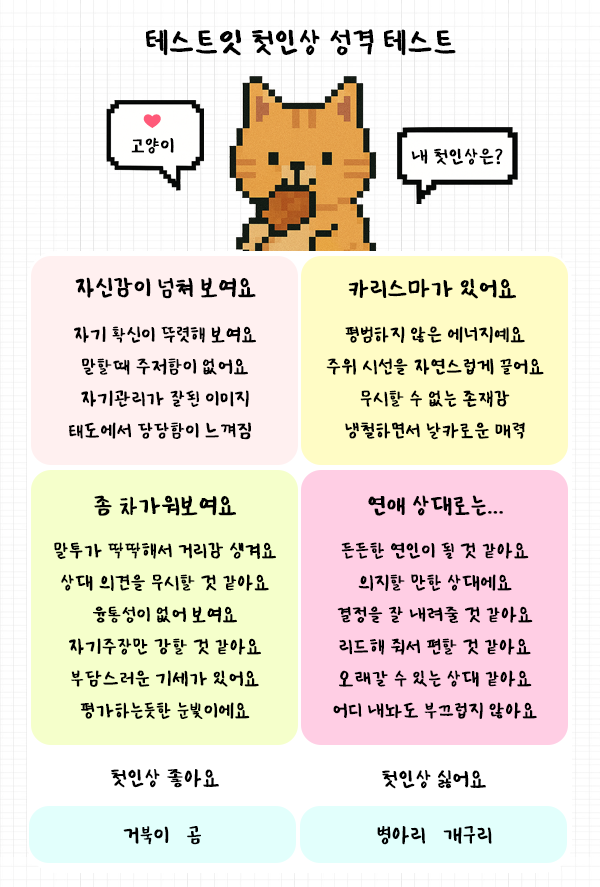 테스트잇 첫인상 성격 테스트
고양이
내 첫인상은?
자신감이 넘쳐 보여요
자기 확신이 뚜렷해 보여요
말할때 주저함이 없어요
자기관리가 잘된 이미지
태도에서 당당함이 느껴짐
카리스마가 있어요
평범하지 않은 에너지예요
주위 시선을 자연스럽게 끌어요
무시할 수 없는 존재감
냉철하면서 날카로운 매력
좀 차가워보여요
말투가 딱딱해서 거리감 생겨요
상대 의견을 무시할 것 같아요
융통성이 없어 보여요
자기주장만 강할 것 같아요
부담스러운 기세가 있어요
평가하는듯한 눈빛이에요
연애 상대로는...
든든한 연인이 될 것 같아요
의지할 만한 상대에요
결정을 잘 내려줄 것 같아요
리드해 줘서 편할 것 같아요
오래갈 수 있는 상대 같아요
어디 내놔도 부끄럽지 않아요
첫인상 좋아요
첫인상 싫어요
거북이 곰
병아리 개구리